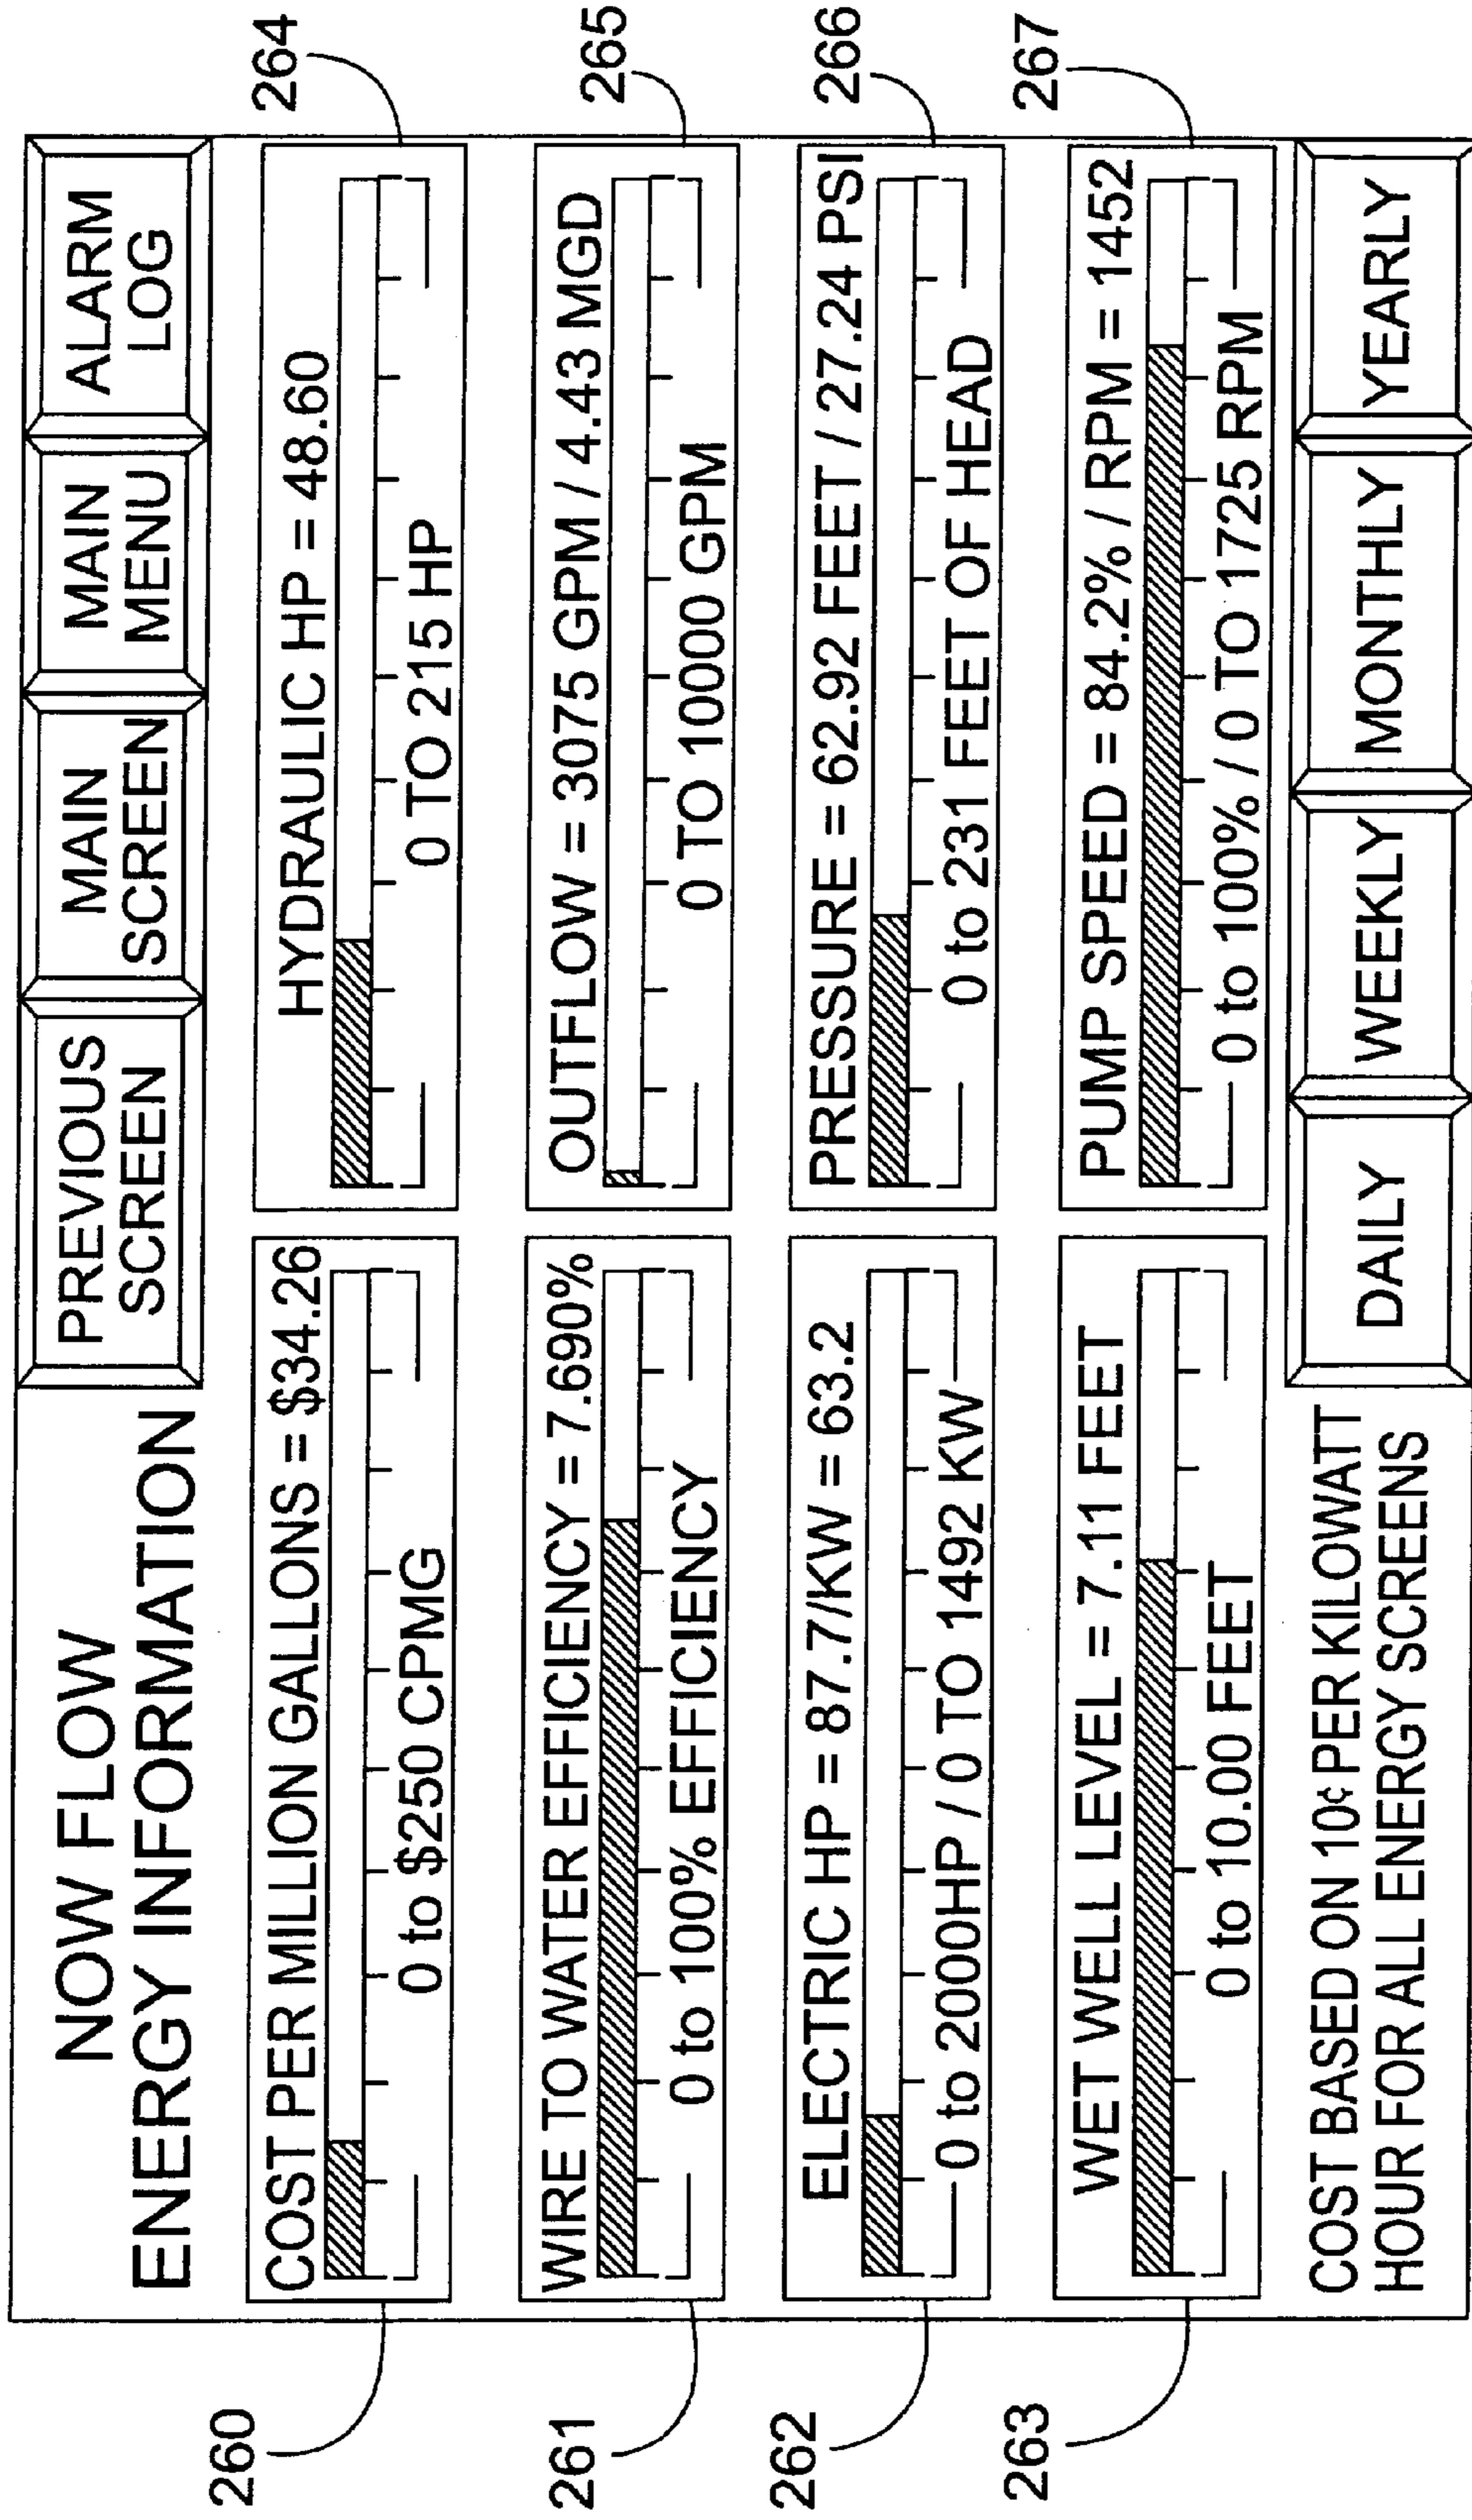 NOW FLOW
ENERGY INFORMATION
PREVIOUS
SCREEN
MAIN
SCREEN
MAIN
MENU
ALARM
LOG
260
COST PER MILLION GALLONS = $34.26
0 to $250 CPMG
264
HYDRAULIC HP = 48.60
0 TO 215 HP
261
WIRE TO WATER EFFICIENCY = 7.690%
0 to 100% EFFICIENCY
265
OUTFLOW = 3075 GPM / 4.43 MGD
0 TO 10000 GPM
262
ELECTRIC HP = 87.7/KW = 63.2
0 to 2000HP / 0 TO 1492 KW
266
PRESSURE = 62.92 FEET / 27.24 PSI
0 to 231 FEET OF HEAD
263
WET WELL LEVEL = 7.11 FEET
0 to 10.00 FEET
267
PUMP SPEED = 84.2% / RPM = 1452
0 to 100% / 0 TO 1725 RPM
COST BASED ON 10¢ PER KILOWATT
HOUR FOR ALL ENERGY SCREENS
DAILY
WEEKLY
MONTHLY
YEARLY